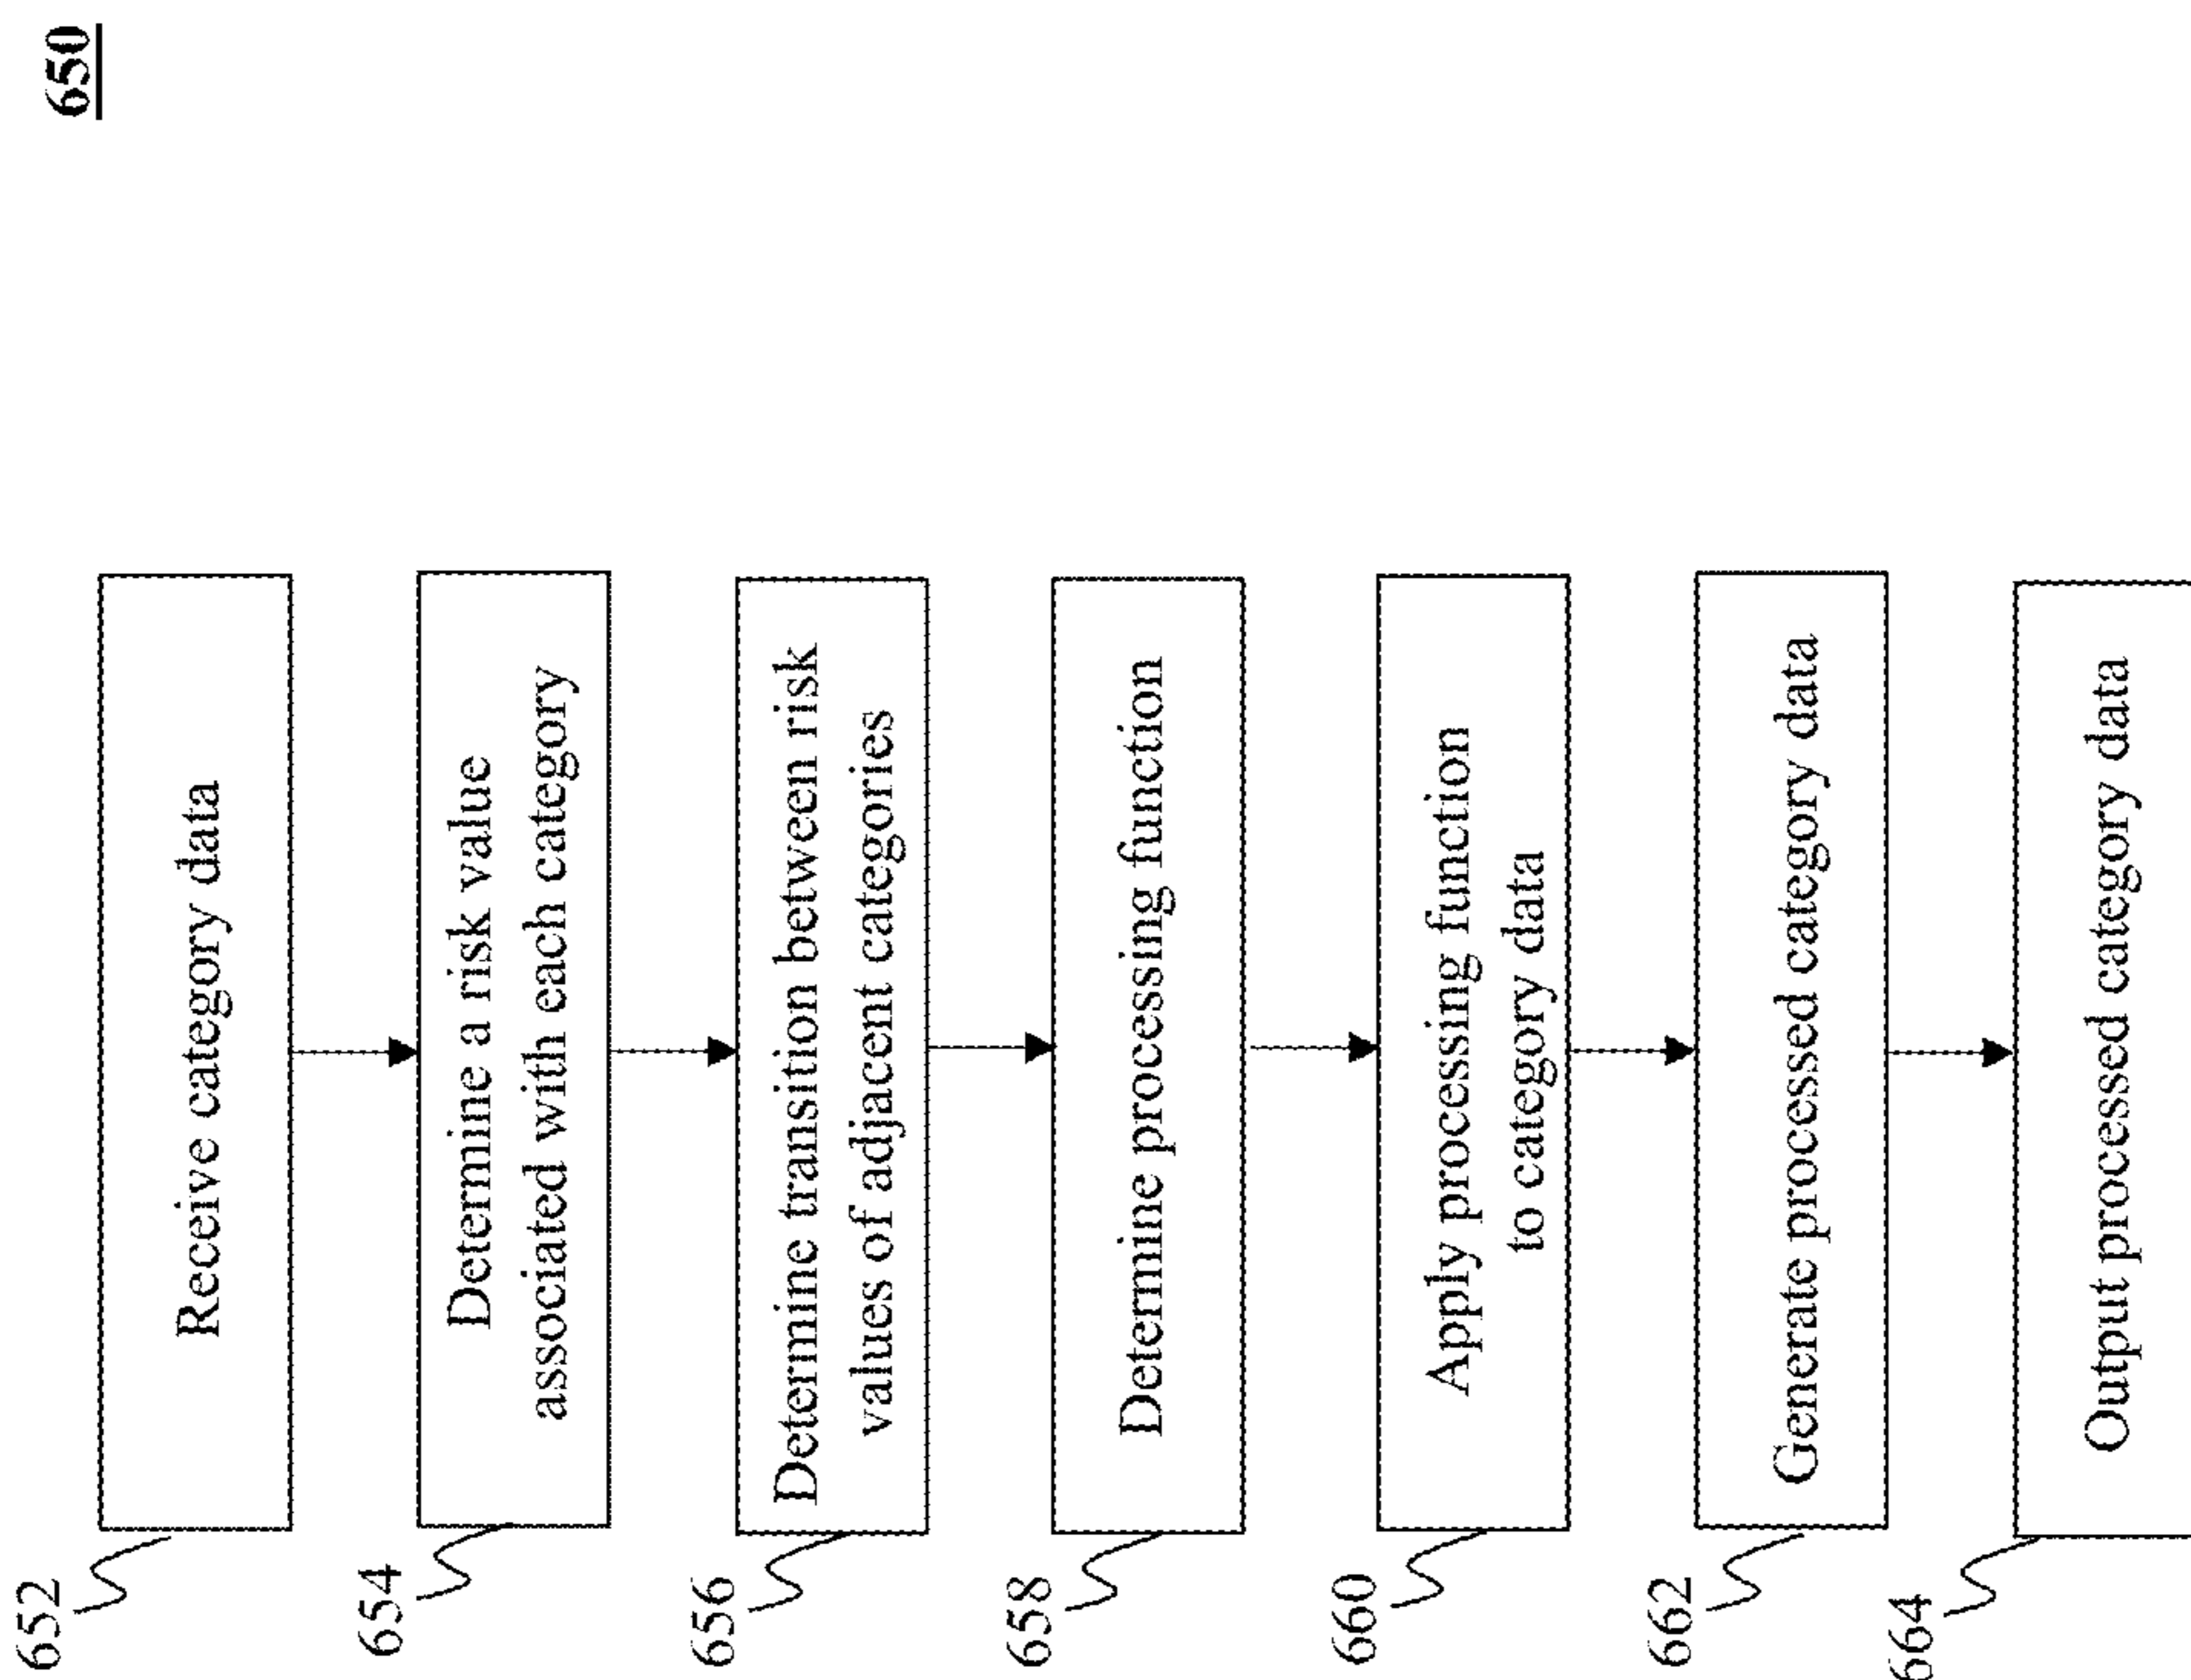 650
652
Receive category data
654
Determine a risk value
associated with each category
656
Determine transition between risk
values of adjacent categories
658
Determine processing function
660
Apply processing function
to category data
662
Generate processed category data
664
Output processed category data